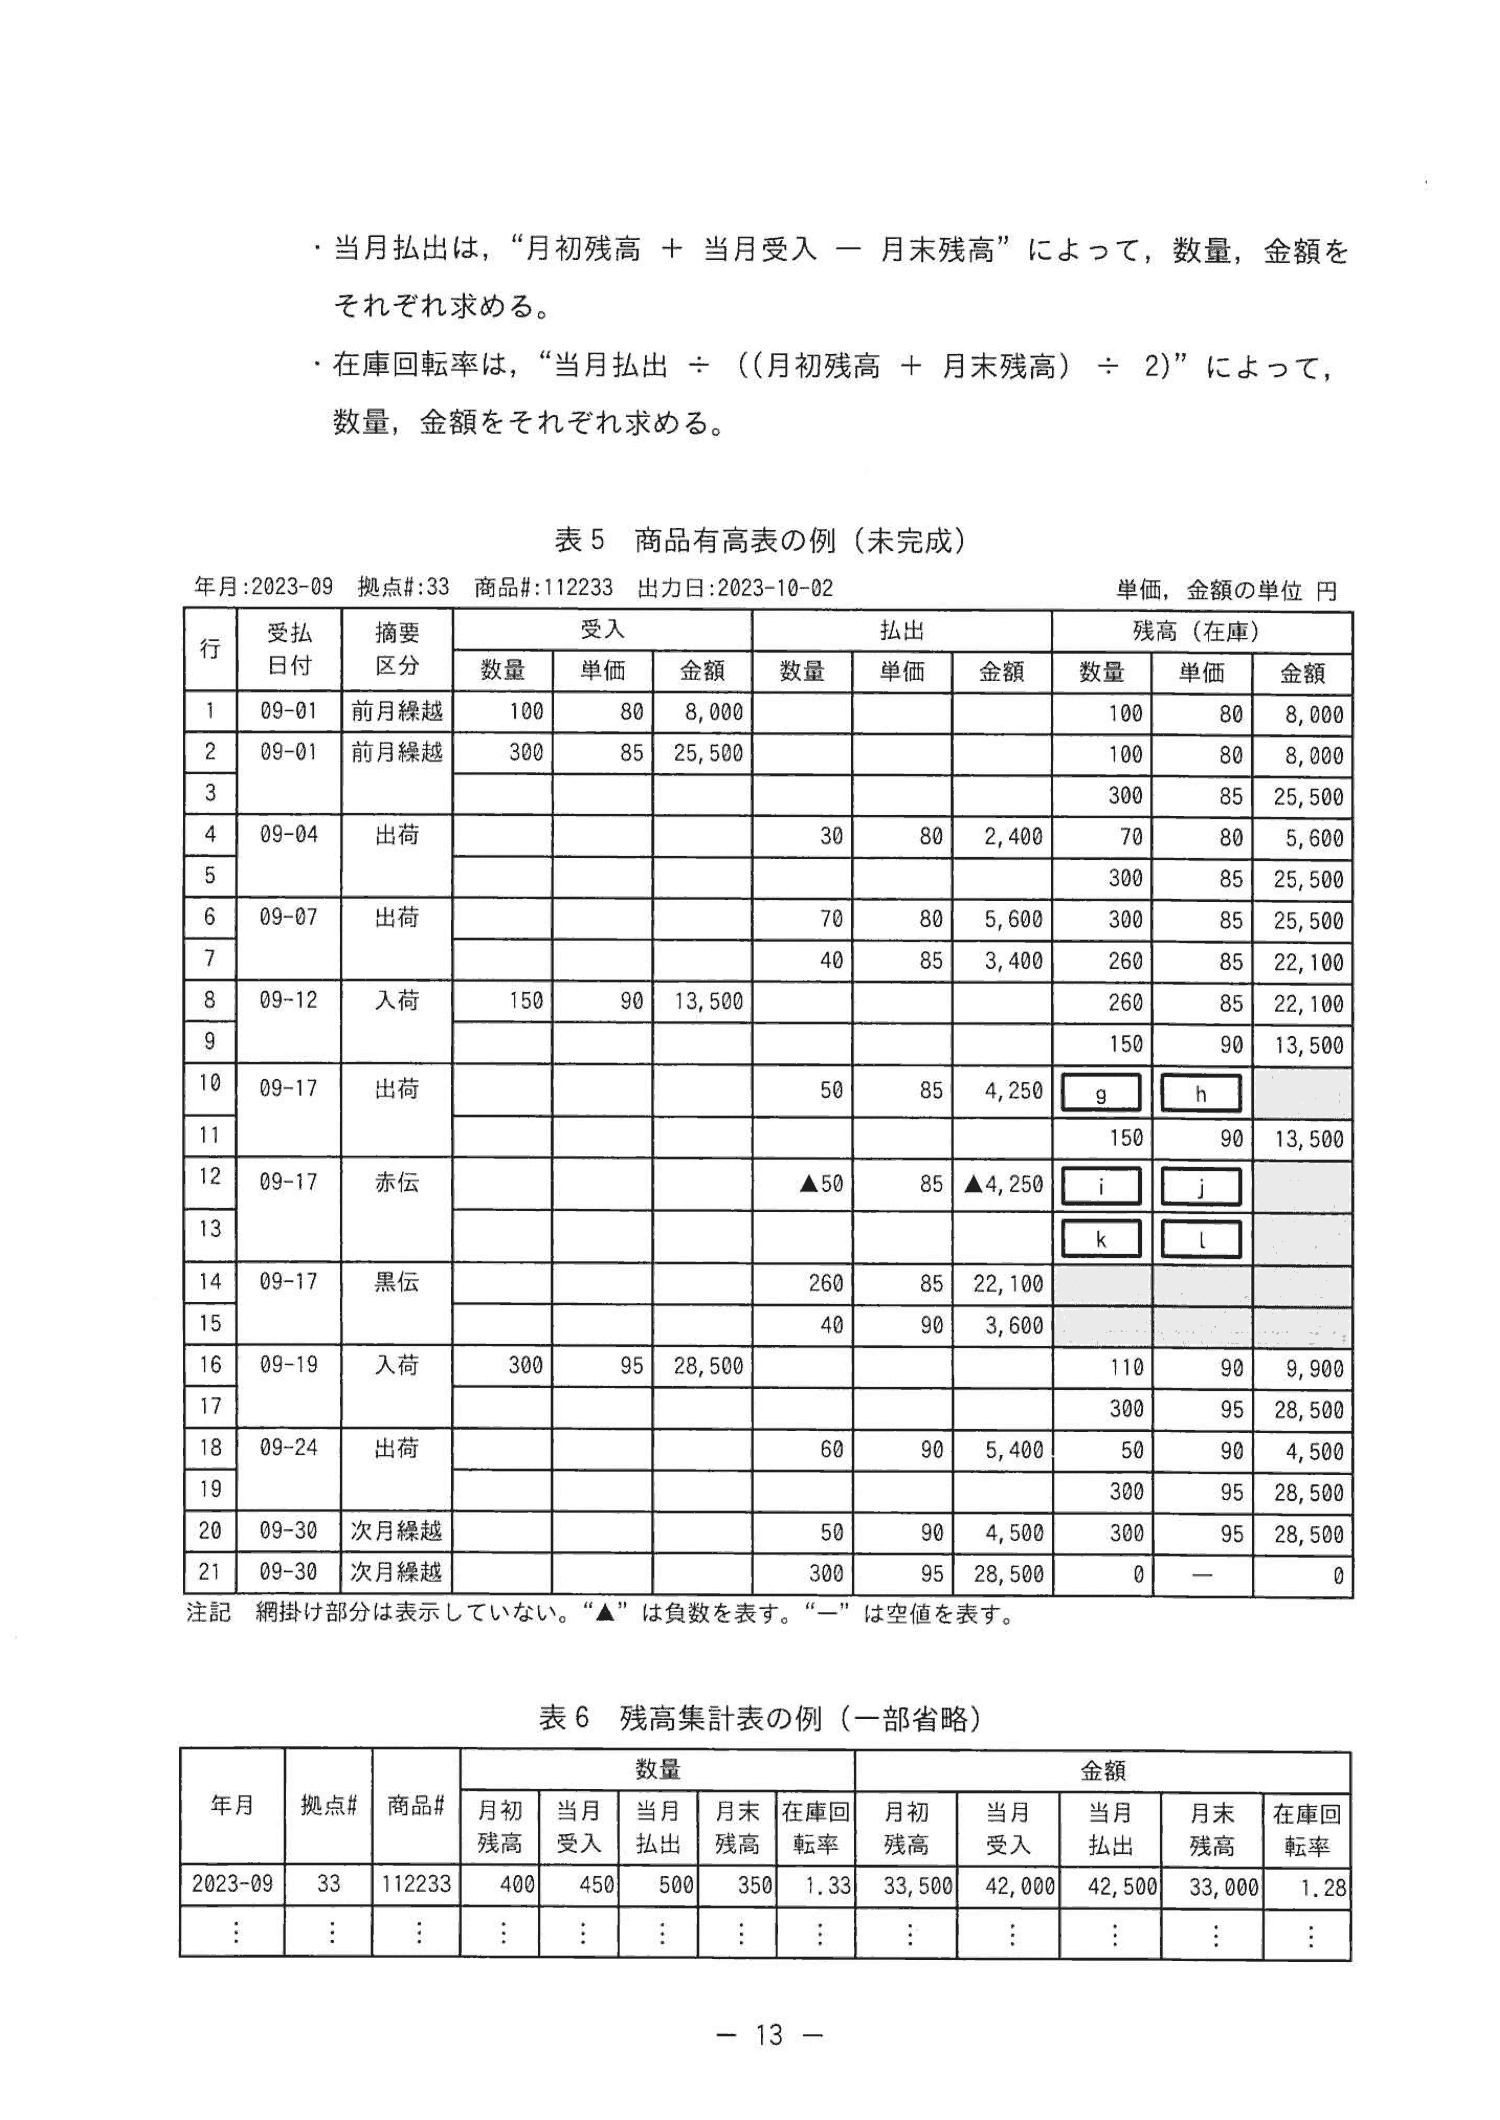 ・当月払出は，“月初残高 ＋ 当月受入 － 月末残高” によって，数量，金額を
それぞれ求める。
・在庫回転率は，“当月払出 ÷ （(月初残高 ＋ 月末残高） ÷ 2)” によって，
数量，金額をそれぞれ求める。
表5 商品有高表の例（未完成）
年月:2023-09 拠点#:33 商品#:112233 出力日:2023-10-02 単価，金額の単位 円
行 受払日付 摘要区分 受入 払出 残高（在庫）
数量 単価 金額 数量 単価 金額 数量 単価 金額
1 09-01 前月繰越 100 80 8,000 100 80 8,000
2 09-01 前月繰越 300 85 25,500 100 80 8,000
3 300 85 25,500
4 09-04 出荷 30 80 2,400 70 80 5,600
5 300 85 25,500
6 09-07 出荷 70 80 5,600 300 85 25,500
7 40 85 3,400 260 85 22,100
8 09-12 入荷 150 90 13,500 260 85 22,100
9 150 90 13,500
10 09-17 出荷 50 85 4,250 g h
11 150 90 13,500
12 09-17 赤伝 ▲50 85 ▲4,250 i j
13 k l
14 09-17 黒伝 260 85 22,100
15 40 90 3,600
16 09-19 入荷 300 95 28,500 110 90 9,900
17 300 95 28,500
18 09-24 出荷 60 90 5,400 50 90 4,500
19 300 95 28,500
20 09-30 次月繰越 50 90 4,500 300 95 28,500
21 09-30 次月繰越 300 95 28,500 0 － 0
注記 網掛け部分は表示していない。“▲” は負数を表す。“－” は空値を表す。
表6 残高集計表の例（一部省略）
年月 拠点# 商品# 数量 金額
月初残高 当月受入 当月払出 月末残高 在庫回転率 月初残高 当月受入 当月払出 月末残高 在庫回転率
2023-09 33 112233 400 450 500 350 1.33 33,500 42,000 42,500 33,000 1.28
： ： ： ： ： ： ： ： ： ： ： ： ：
－ 13 －